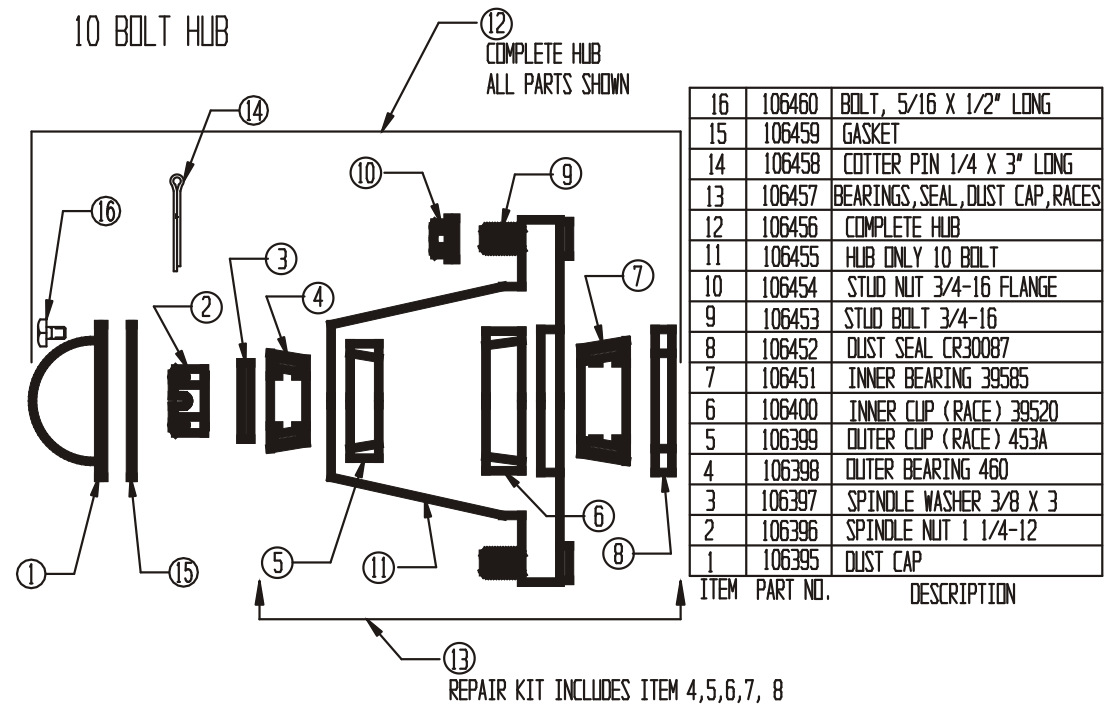 10 BOLT HUB
12
COMPLETE HUB
ALL PARTS SHOWN
14
10
9
16
3
7
4
2
6
8
5
11
1
15
13
REPAIR KIT INCLUDES ITEM 4,5,6,7, 8
16 106460 BOLT, 5/16 X 1/2" LONG
15 106459 GASKET
14 106458 COTTER PIN 1/4 X 3" LONG
13 106457 BEARINGS,SEAL,DUST CAP,RACES
12 106456 COMPLETE HUB
11 106455 HUB ONLY 10 BOLT
10 106454 STUD NUT 3/4-16 FLANGE
9 106453 STUD BOLT 3/4-16
8 106452 DUST SEAL CR30087
7 106451 INNER BEARING 39585
6 106400 INNER CUP (RACE) 39520
5 106399 OUTER CUP (RACE) 453A
4 106398 OUTER BEARING 460
3 106397 SPINDLE WASHER 3/8 X 3
2 106396 SPINDLE NUT 1 1/4-12
1 106395 DUST CAP
ITEM PART NO. DESCRIPTION